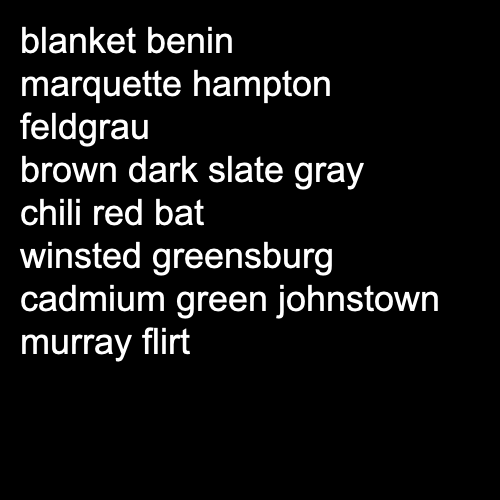 blanket benin
marquette hampton
feldgrau
brown dark slate gray
chili red bat
winsted greensburg
cadmium green johnstown
murray flirt